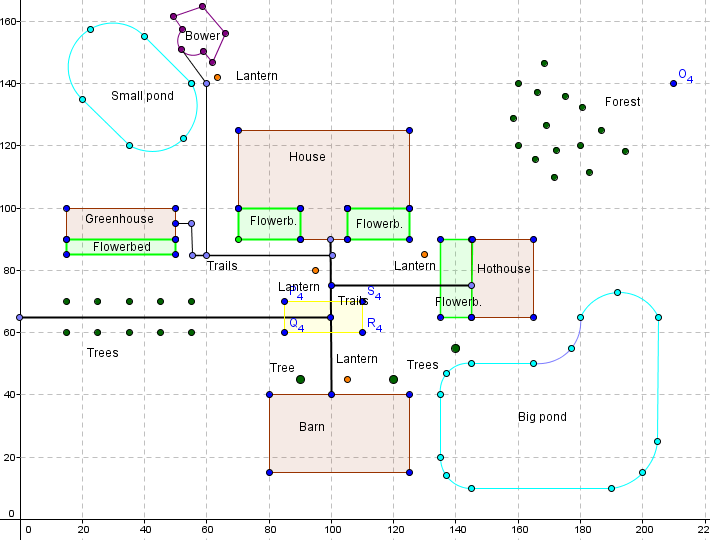 160
Bower
Lantern
O4
140
Small pond
Forest
120
House
100
Greenhouse
Flowerb.
Flowerb.
Flowerbed
Trails
Lantern
Hothouse
80
Lantern
P4
S4
Trails
Flowerb.
Q4
R4
60
Trees
Lantern
Tree
Trees
40
Barn
Big pond
20
0
0 20 40 60 80 100 120 140 160 180 200 22